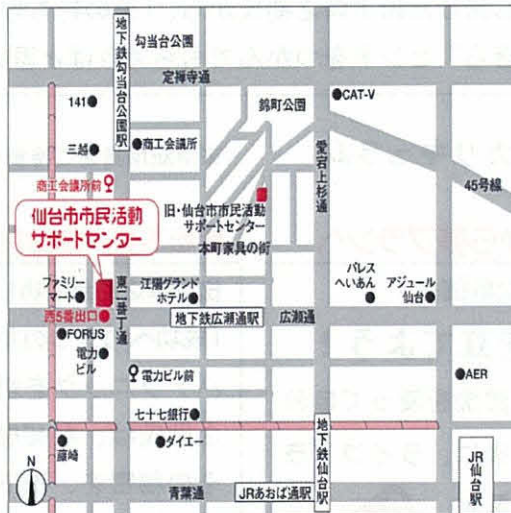 勾当台公園
地下鉄勾当台公園駅
定禅寺通
141
錦町公園
CAT-V
三越
商工会議所
愛宕上杉通
45号線
商工会議所前
旧・仙台市市民活動
サポートセンター
仙台市市民活動
サポートセンター
本町家具の街
ファミリー
マート
東二番丁通
江陽グランド
ホテル
パレス
へいあん
アジュール
仙台
西5番出口
地下鉄広瀬通駅
広瀬通
FORUS
電力
ビル
電力ビル前
AER
七十七銀行
地下鉄仙台駅
藤崎
ダイエー
JR仙台駅
N
青葉通
JRあおば通駅